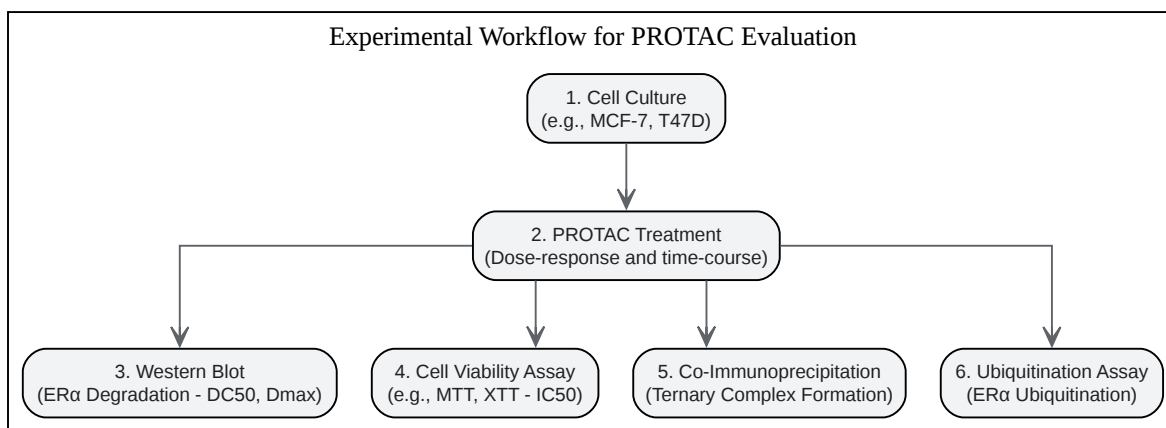 Experimental Workflow for PROTAC Evaluation
1. Cell Culture
(e.g., MCF-7, T47D)
2. PROTAC Treatment
(Dose-response and time-course)
3. Western Blot
(ERα Degradation - DC50, Dmax)
4. Cell Viability Assay
(e.g., MTT, XTT - IC50)
5. Co-Immunoprecipitation
(Ternary Complex Formation)
6. Ubiquitination Assay
(ERα Ubiquitination)